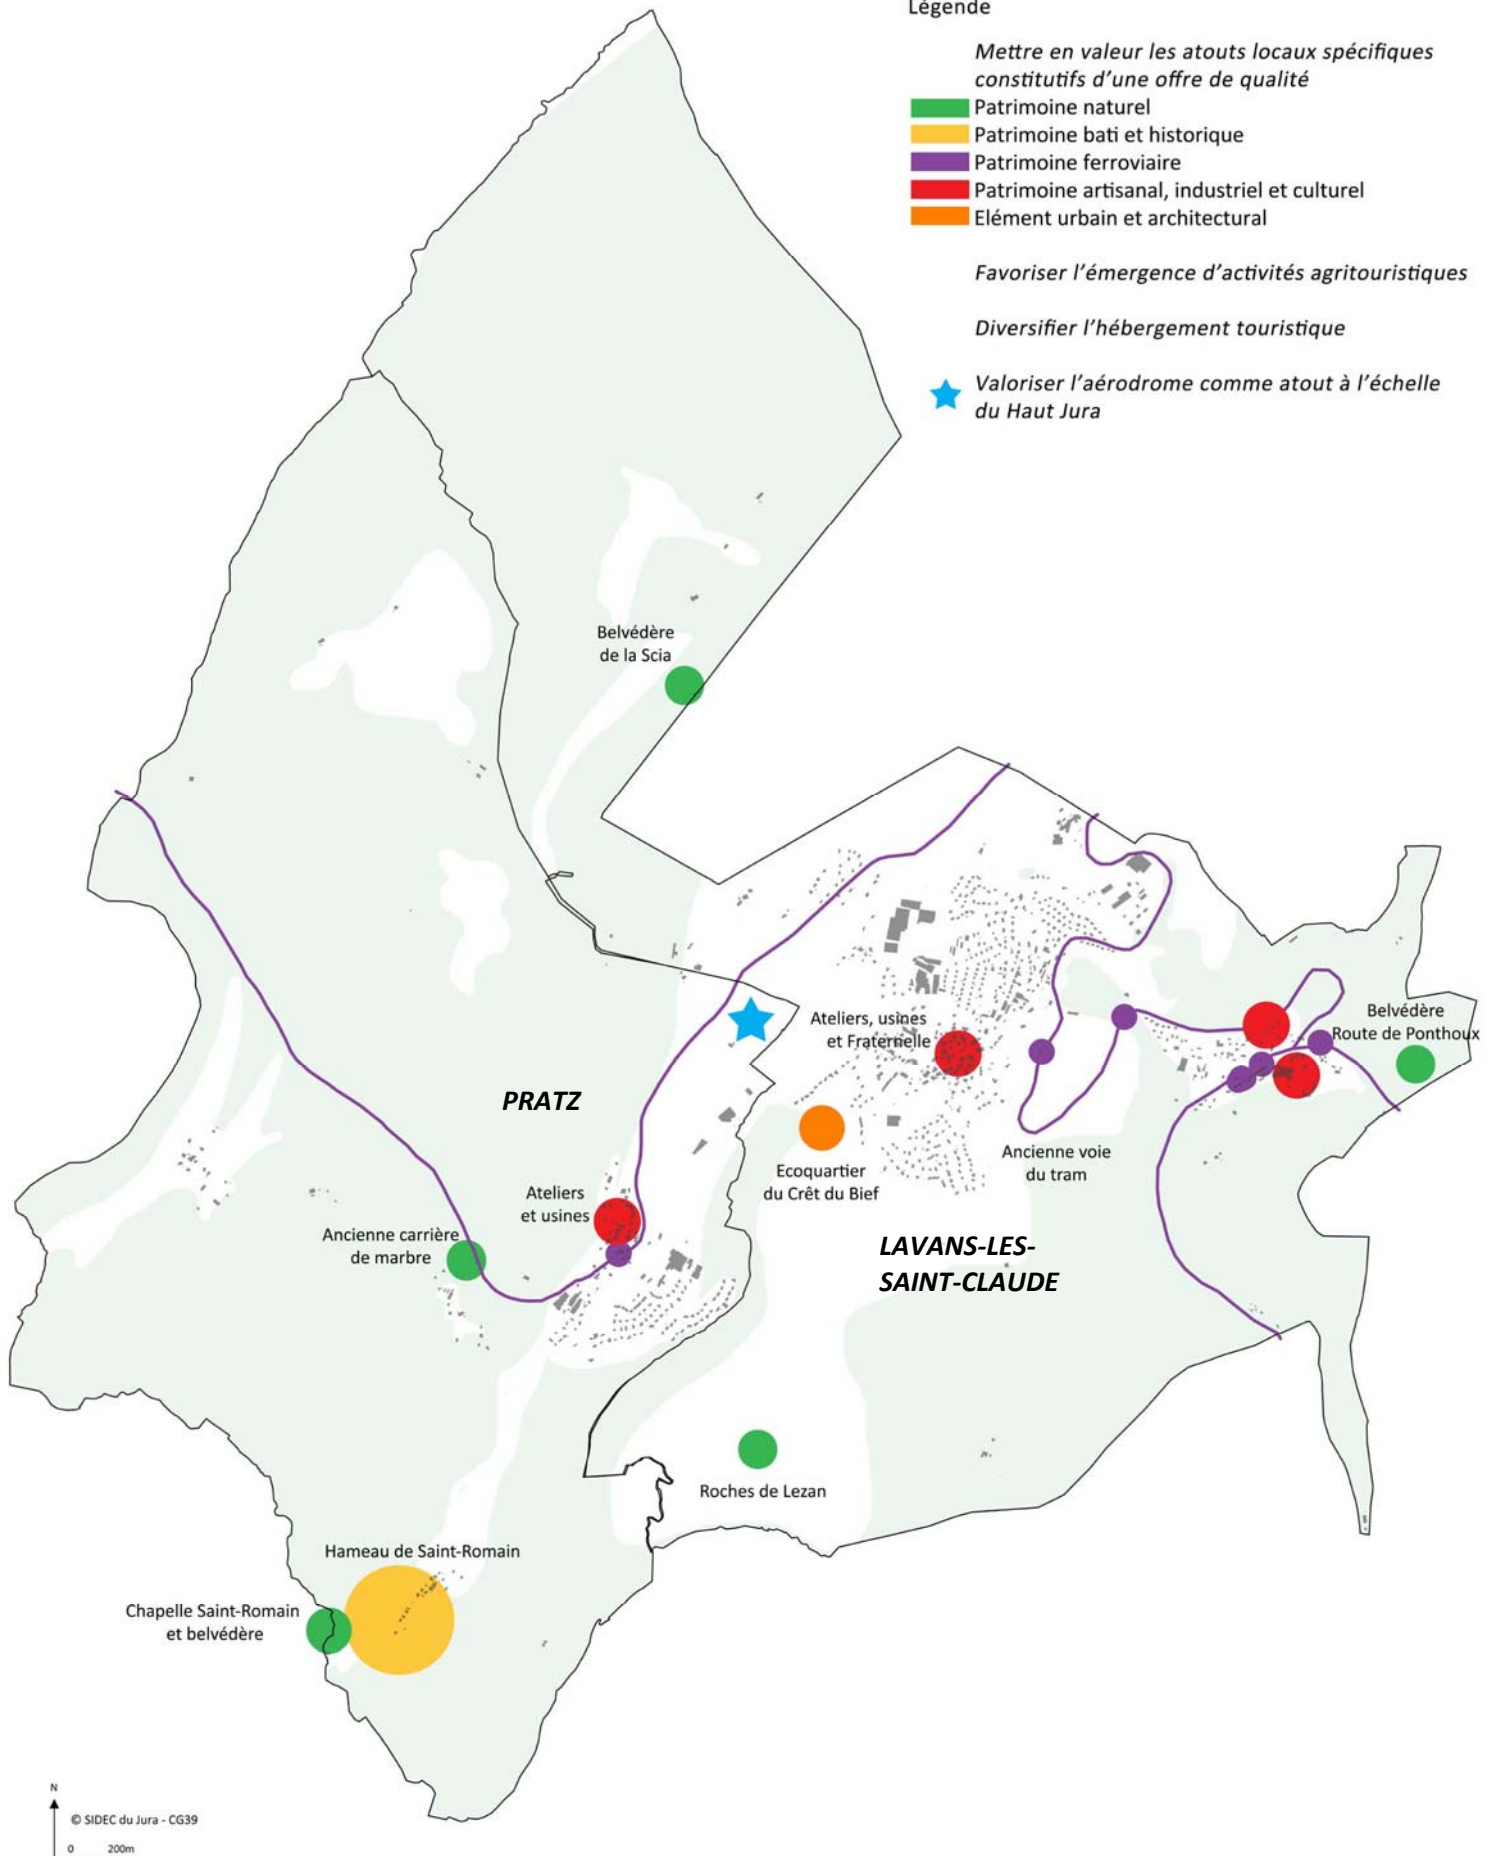 Légende
Mettre en valeur les atouts locaux spécifiques
constitutifs d'une offre de qualité
Patrimoine naturel
Patrimoine bati et historique
Patrimoine ferroviaire
Patrimoine artisanal, industriel et culturel
Elément urbain et architectural
Favoriser l'émergence d'activités agritouristiques
Diversifier l'hébergement touristique
Valoriser l'aérodrome comme atout à l'échelle
du Haut Jura
Belvédère
de la Scia
Ateliers, usines
et Fraternelle
Belvédère
Route de Ponthoux
PRATZ
Ancienne voie
du tram
Ecoquartier
du Crêt du Bief
Ateliers
et usines
Ancienne carrière
de marbre
LAVANS-LES-
SAINT-CLAUDE
Roches de Lezan
Hameau de Saint-Romain
Chapelle Saint-Romain
et belvédère
N
© SIDEC du Jura - CG39
0 200m